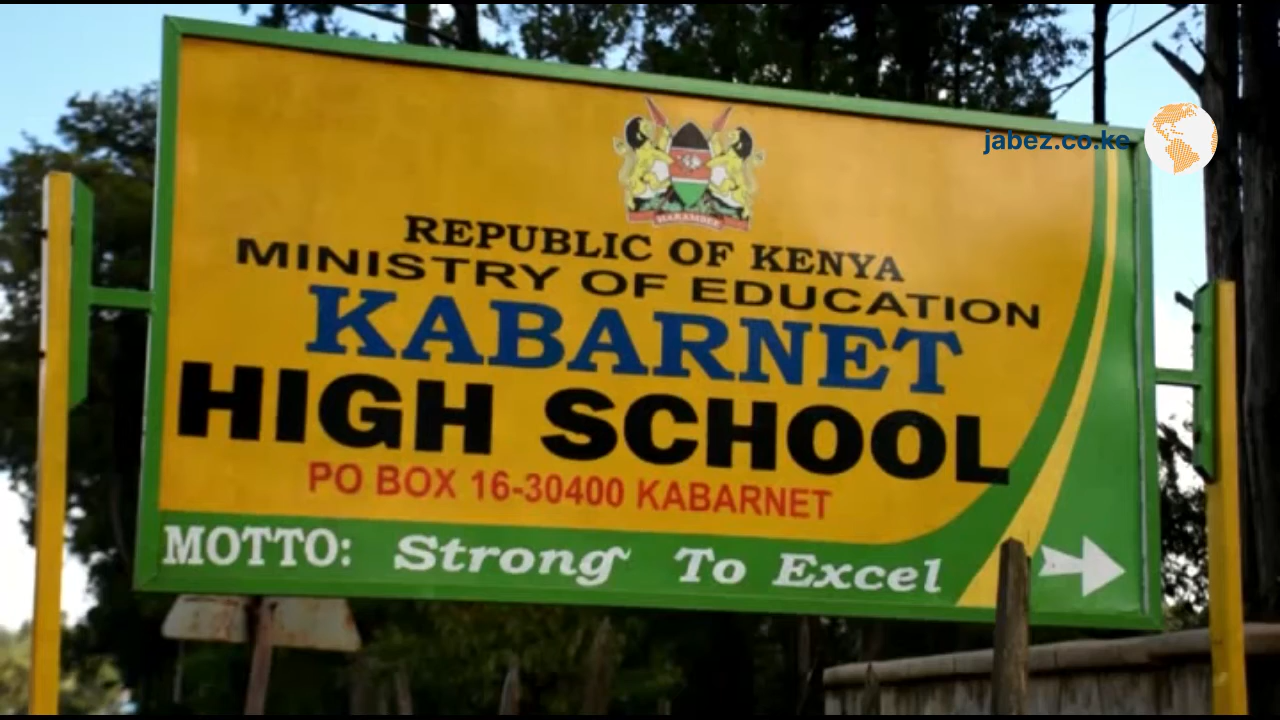 jabez.co.ke
HARAMBEE
REPUBLIC OF KENYA
MINISTRY OF EDUCATION
KABARNET
HIGH SCHOOL
PO BOX 16-30400 KABARNET
MOTTO: Strong To Excel